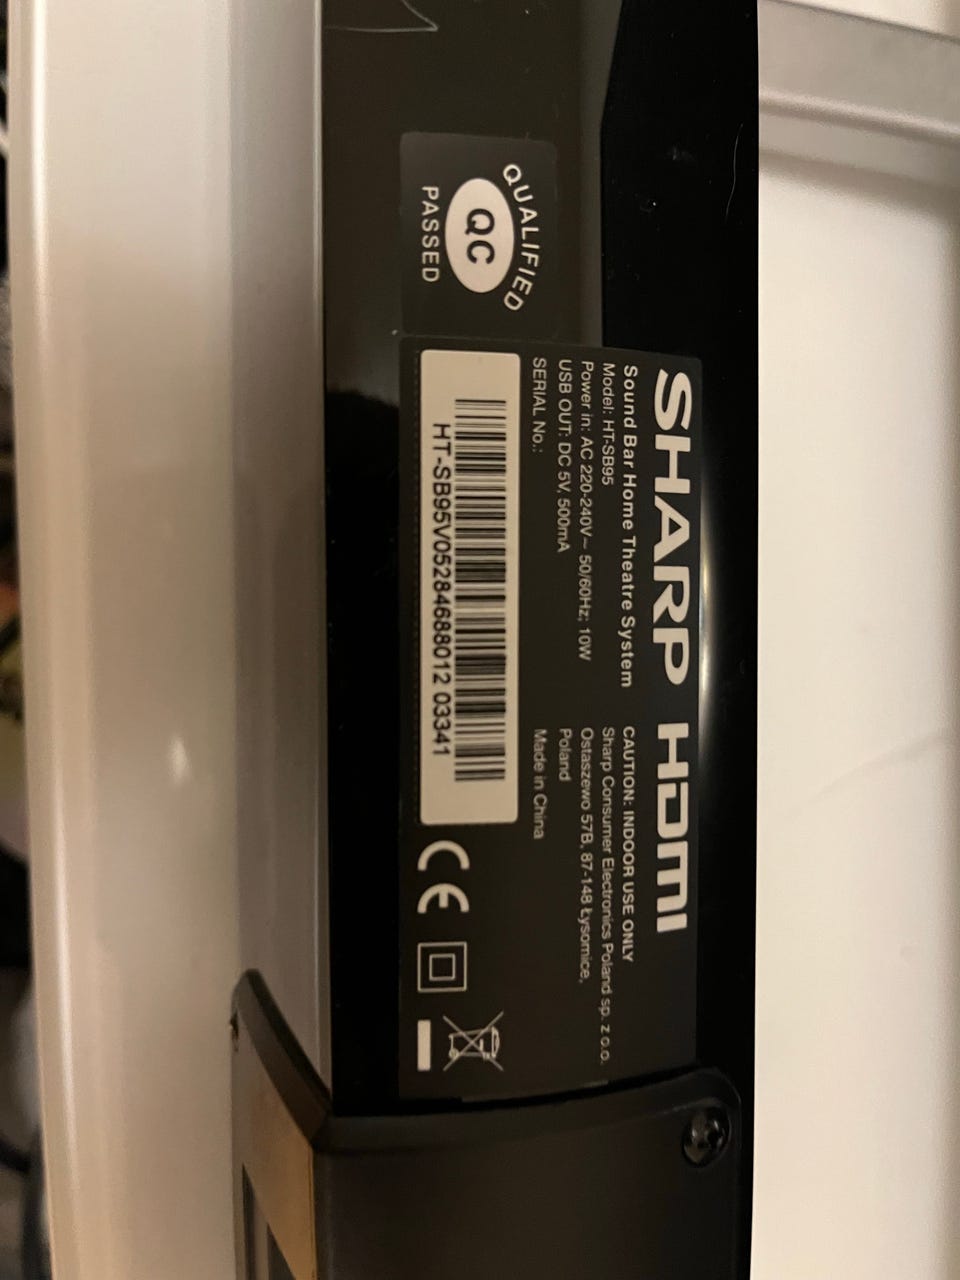 QUALIFIED
QC
PASSED
SHARP HDMI
Sound Bar Home Theatre System
Model: HT-SB95
Power in: AC 220-240V~ 50/60Hz; 10W
USB OUT: DC 5V, 500mA
SERIAL No.:
HT-SB95V05284688012 03341
CAUTION: INDOOR USE ONLY
Sharp Consumer Electronics Poland sp. z o.o.
Ostaszewo 57B, 87-148 Łysomice,
Poland
Made in China
CE